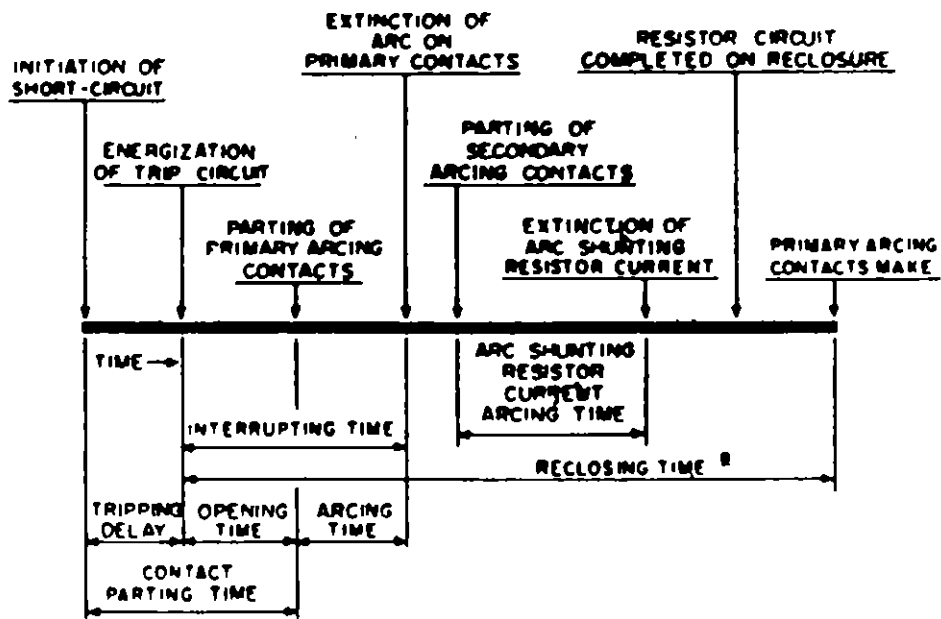 INITIATION OF
SHORT-CIRCUIT
ENERGIZATION
OF TRIP CIRCUIT
PARTING OF
PRIMARY ARCING
CONTACTS
EXTINCTION OF
ARC ON
PRIMARY CONTACTS
PARTING OF
SECONDARY
ARCING CONTACTS
EXTINCTION OF
ARC SHUNTING
RESISTOR CURRENT
RESISTOR CIRCUIT
COMPLETED ON RECLOSURE
PRIMARY ARCING
CONTACTS MAKE
TIME
ARC SHUNTING
RESISTOR
CURRENT
ARCING TIME
INTERRUPTING TIME
RECLOSING TIME
TRIPPING
DELAY
OPENING
TIME
ARCING
TIME
CONTACT
PARTING TIME